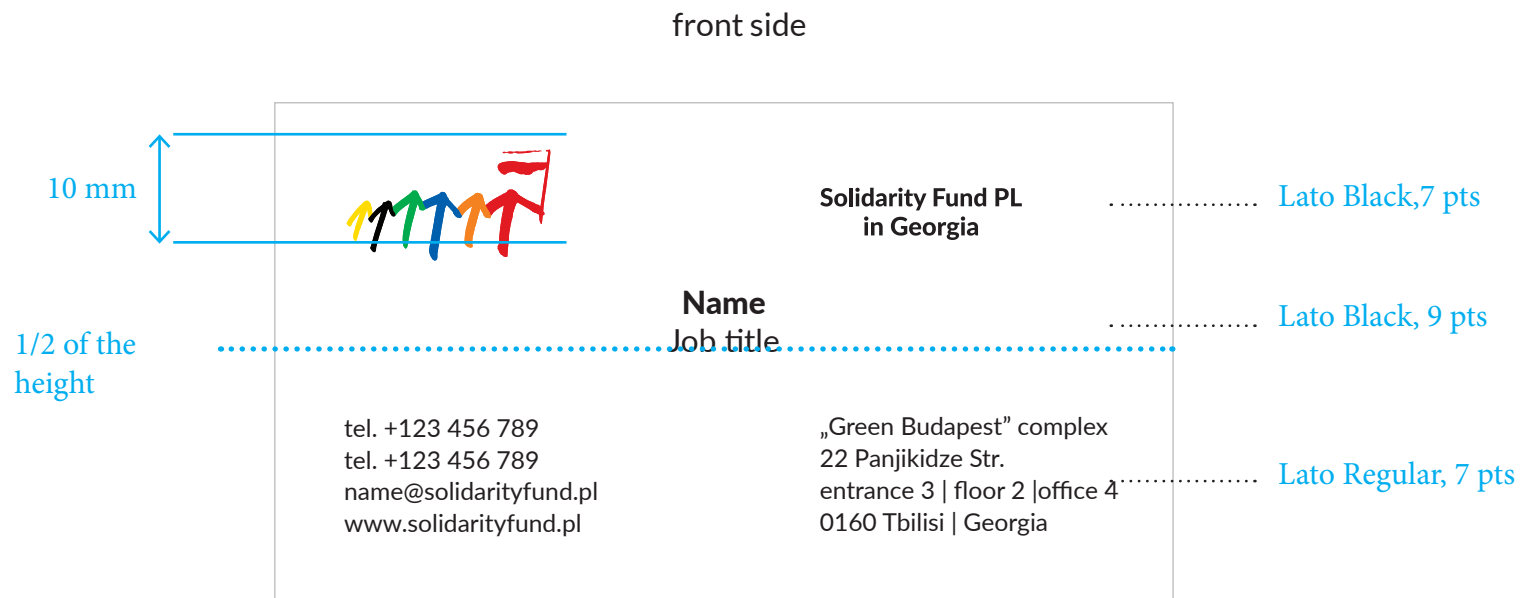 front side
10 mm
Solidarity Fund PL
in Georgia
Lato Black,7 pts
Name
Job title
Lato Black, 9 pts
1/2 of the
height
tel. +123 456 789
tel. +123 456 789
name@solidarityfund.pl
www.solidarityfund.pl
„Green Budapest” complex
22 Panjikidze Str.
entrance 3 | floor 2 |office 4
0160 Tbilisi | Georgia
Lato Regular, 7 pts